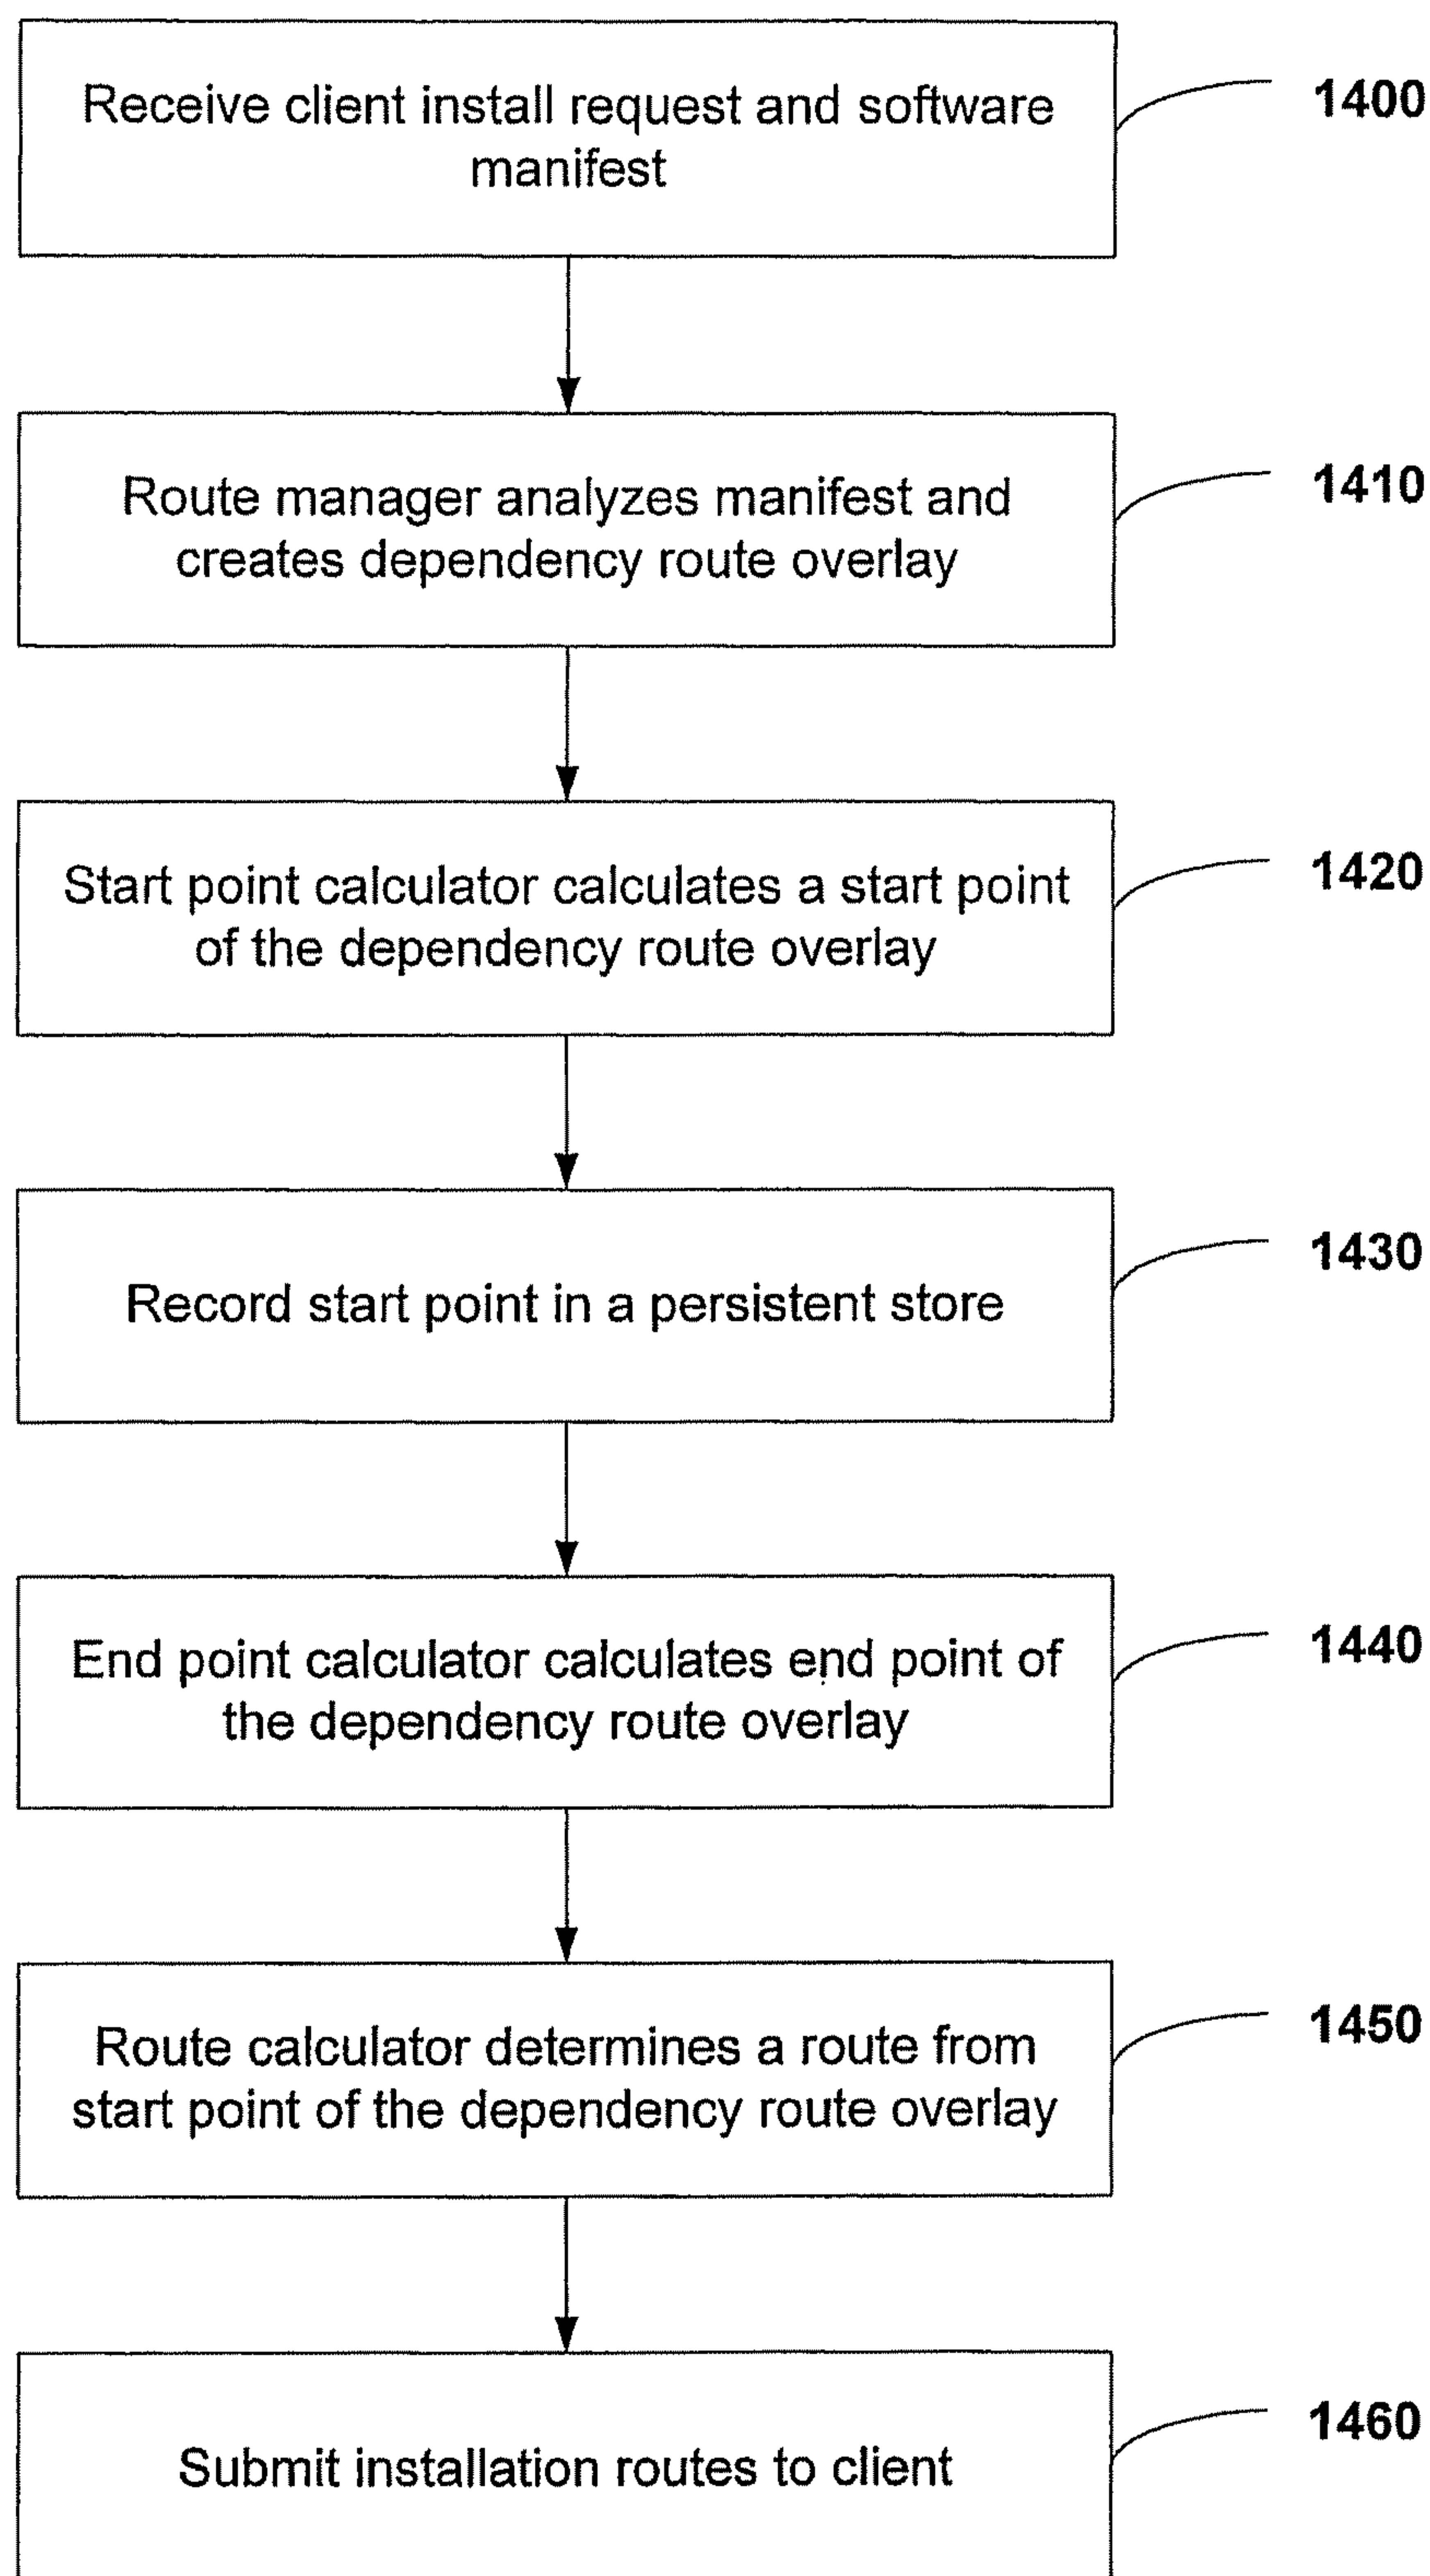 Receive client install request and software
manifest
1400
Route manager analyzes manifest and
creates dependency route overlay
1410
Start point calculator calculates a start point
of the dependency route overlay
1420
Record start point in a persistent store
1430
End point calculator calculates end point of
the dependency route overlay
1440
Route calculator determines a route from
start point of the dependency route overlay
1450
Submit installation routes to client
1460